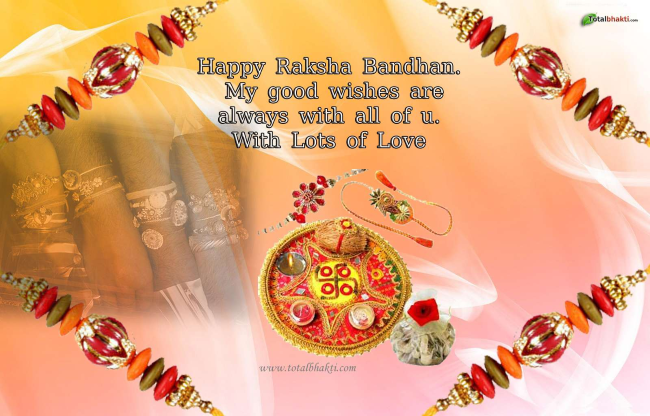 Totalbhakti.com
Happy Raksha Bandhan.
My good wishes are
always with all of u.
With Lots of Love
www.totalbhakti.com